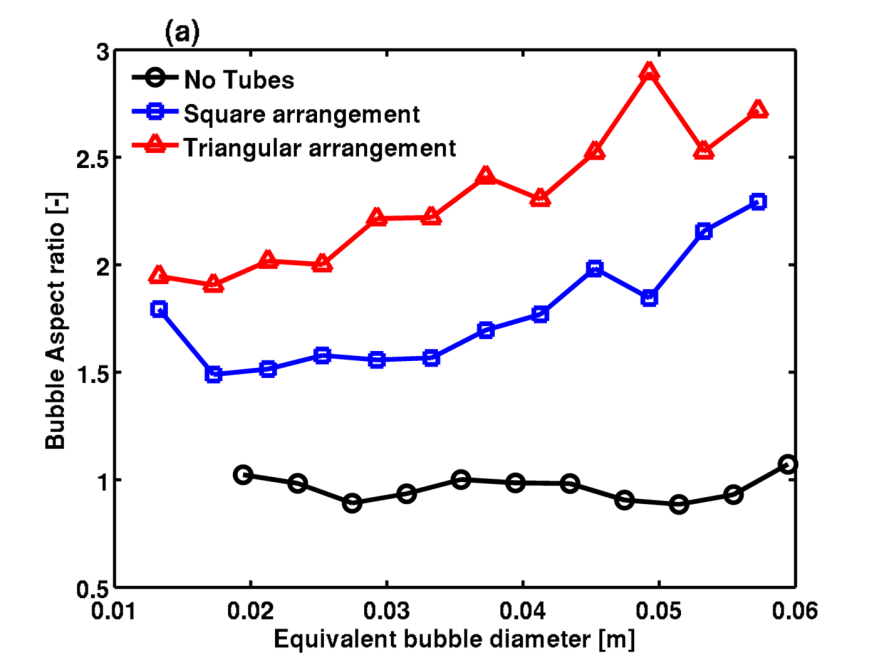 (a)
3
No Tubes
Square arrangement
Triangular arrangement
2.5
2
1.5
1
0.5
0.01 0.02 0.03 0.04 0.05 0.06
Bubble Aspect ratio [-]
Equivalent bubble diameter [m]